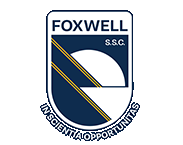 FOXWELL
S.S.C.
IN SCIENTIA OPPORTUNITAS